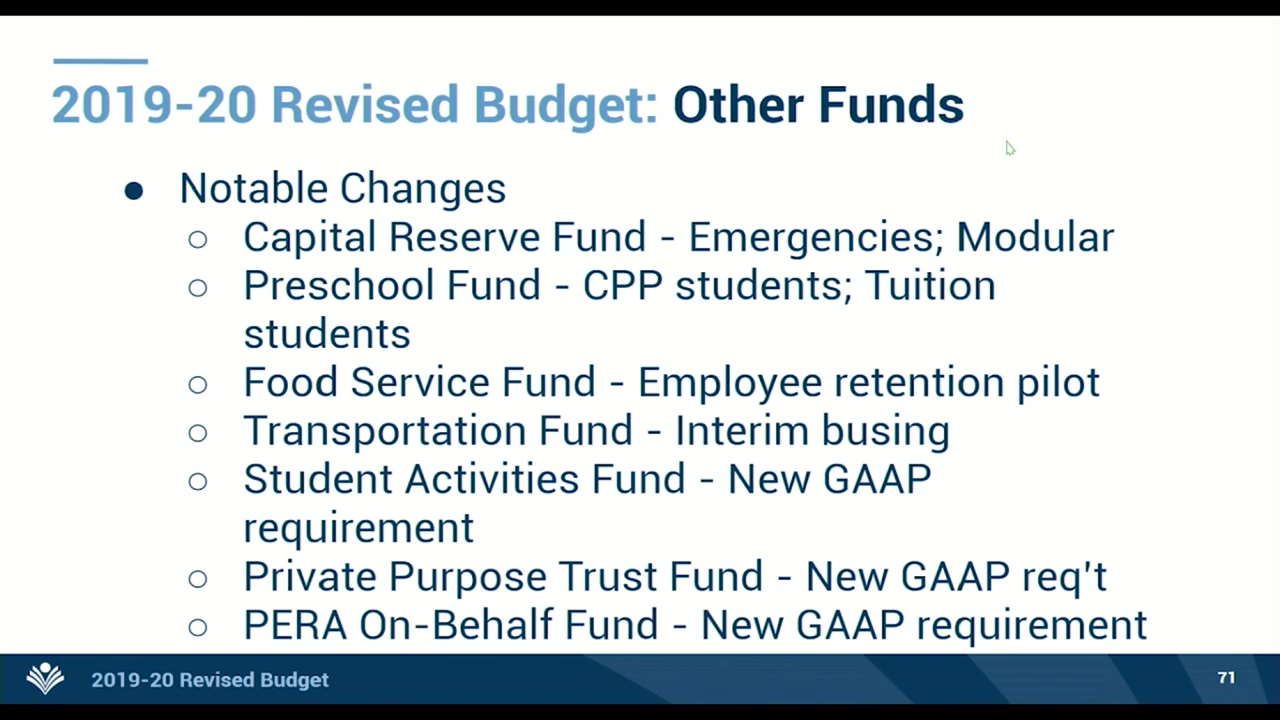 2019-20 Revised Budget: Other Funds
● Notable Changes
○ Capital Reserve Fund - Emergencies; Modular
○ Preschool Fund - CPP students; Tuition
students
○ Food Service Fund - Employee retention pilot
○ Transportation Fund - Interim busing
○ Student Activities Fund - New GAAP
requirement
○ Private Purpose Trust Fund - New GAAP req't
○ PERA On-Behalf Fund - New GAAP requirement
2019-20 Revised Budget
71